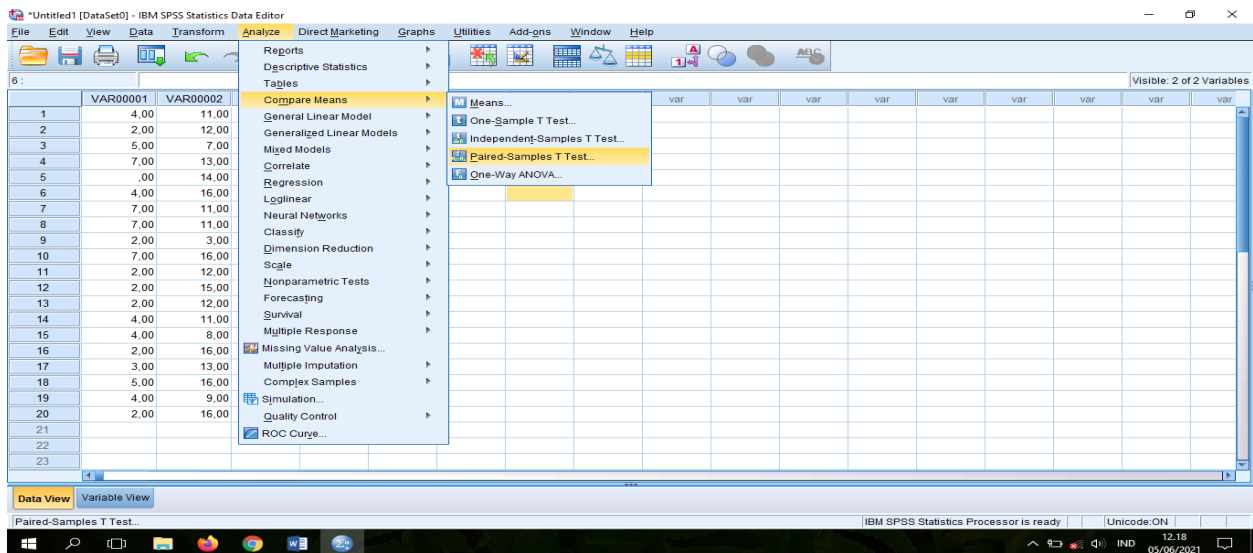 *Untitled1 [DataSet0] - IBM SPSS Statistics Data Editor
File Edit View Data Transform Analyze Direct Marketing Graphs Utilities Add-ons Window Help
6 :
Visible: 2 of 2 Variables
VAR00001 VAR00002 var var var var var var var var var
1 4,00 11,00
2 2,00 12,00
3 5,00 7,00
4 7,00 13,00
5 ,00 14,00
6 4,00 16,00
7 7,00 11,00
8 7,00 11,00
9 2,00 3,00
10 7,00 16,00
11 2,00 12,00
12 2,00 15,00
13 2,00 12,00
14 4,00 11,00
15 4,00 8,00
16 2,00 16,00
17 3,00 13,00
18 5,00 16,00
19 4,00 9,00
20 2,00 16,00
21
22
23
Reports
Descriptive Statistics
Tables
Compare Means
General Linear Model
Generalized Linear Models
Mixed Models
Correlate
Regression
Loglinear
Neural Networks
Classify
Dimension Reduction
Scale
Nonparametric Tests
Forecasting
Survival
Multiple Response
Missing Value Analysis...
Multiple Imputation
Complex Samples
Simulation...
Quality Control
ROC Curve...
Means...
One-Sample T Test...
Independent-Samples T Test...
Paired-Samples T Test...
One-Way ANOVA...
Data View Variable View
Paired-Samples T Test... IBM SPSS Statistics Processor is ready Unicode:ON
IND 12.18
05/06/2021